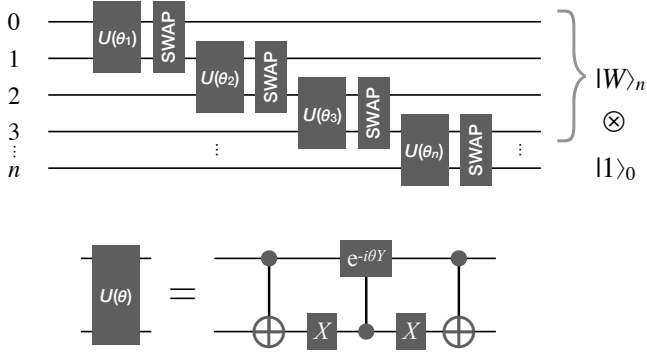 0
U(θ₁)
SWAP
1
U(θ₂)
SWAP
2
U(θ₃)
SWAP
|W⟩ₙ
3
U(θₙ)
SWAP
⊗
⋮
⋮
⋮
n
|1⟩₀
U(θ)
=
e^{-iθY}
X
X